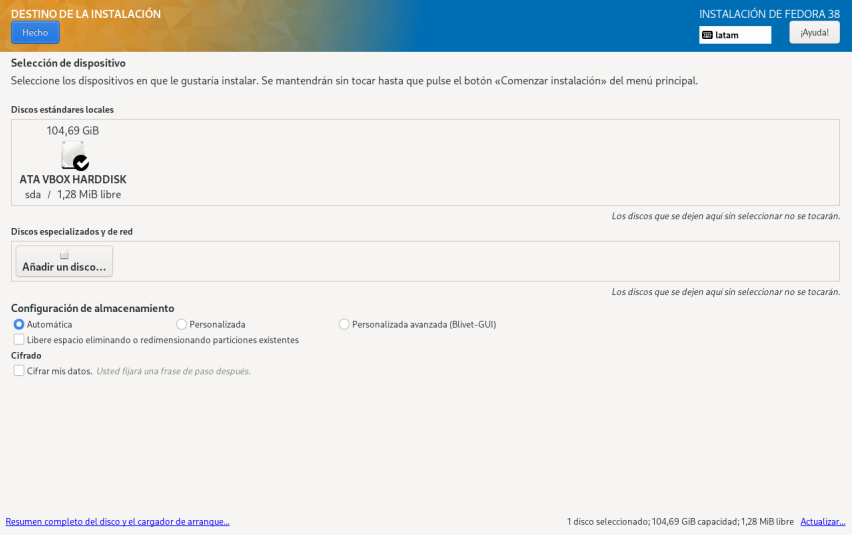 DESTINO DE LA INSTALACIÓN
INSTALACIÓN DE FEDORA 38
Hecho
latam
¡Ayuda!
Selección de dispositivo
Seleccione los dispositivos en que le gustaría instalar. Se mantendrán sin tocar hasta que pulse el botón «Comenzar instalación» del menú principal.
Discos estándares locales
104,69 GiB
ATA VBOX HARDDISK
sda / 1,28 MiB libre
Los discos que se dejen aquí sin seleccionar no se tocarán.
Discos especializados y de red
Añadir un disco...
Los discos que se dejen aquí sin seleccionar no se tocarán.
Configuración de almacenamiento
Automática Personalizada Personalizada avanzada (Blivet-GUI)
Libere espacio eliminando o redimensionando particiones existentes
Cifrado
Cifrar mis datos. Usted fijará una frase de paso después.
Resumen completo del disco y el cargador de arranque...
1 disco seleccionado; 104,69 GiB capacidad; 1,28 MiB libre Actualizar...